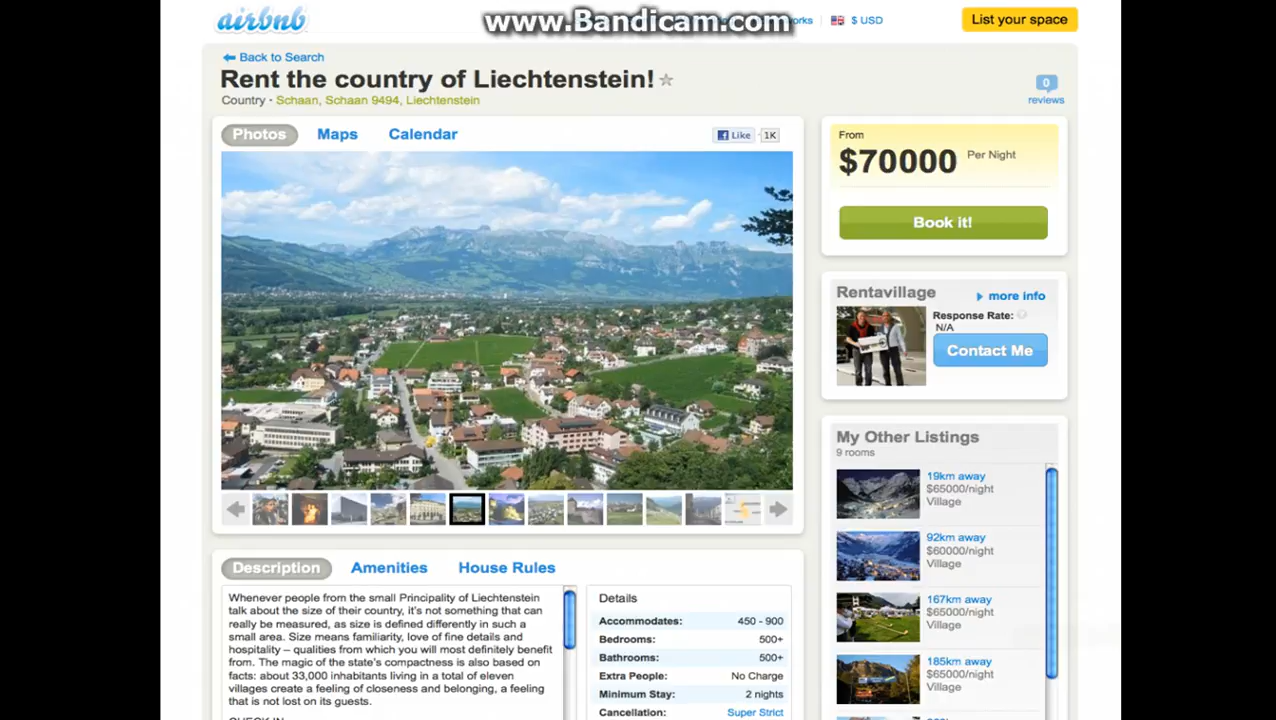 airbnb
www.Bandicam.com
orks
$ USD
List your space
Back to Search
Rent the country of Liechtenstein!
Country · Schaan, Schaan 9494, Liechtenstein
0
reviews
Photos
Maps
Calendar
Like
1K
From
$70000
Per Night
Book it!
Rentavillage
more info
Response Rate:
N/A
Contact Me
My Other Listings
9 rooms
19km away
$65000/night
Village
92km away
$60000/night
Village
167km away
$65000/night
Village
185km away
$65000/night
Village
Description
Amenities
House Rules
Whenever people from the small Principality of Liechtenstein
talk about the size of their country, it's not something that can
really be measured, as size is defined differently in such a
small area. Size means familiarity, love of fine details and
hospitality – qualities from which you will most definitely benefit
from. The magic of the state's compactness is also based on
facts: about 33,000 inhabitants living in a total of eleven
villages create a feeling of closeness and belonging, a feeling
that is not lost on its guests.
CHECK IN
Details
Accommodates: 450 - 900
Bedrooms: 500+
Bathrooms: 500+
Extra People: No Charge
Minimum Stay: 2 nights
Cancellation: Super Strict